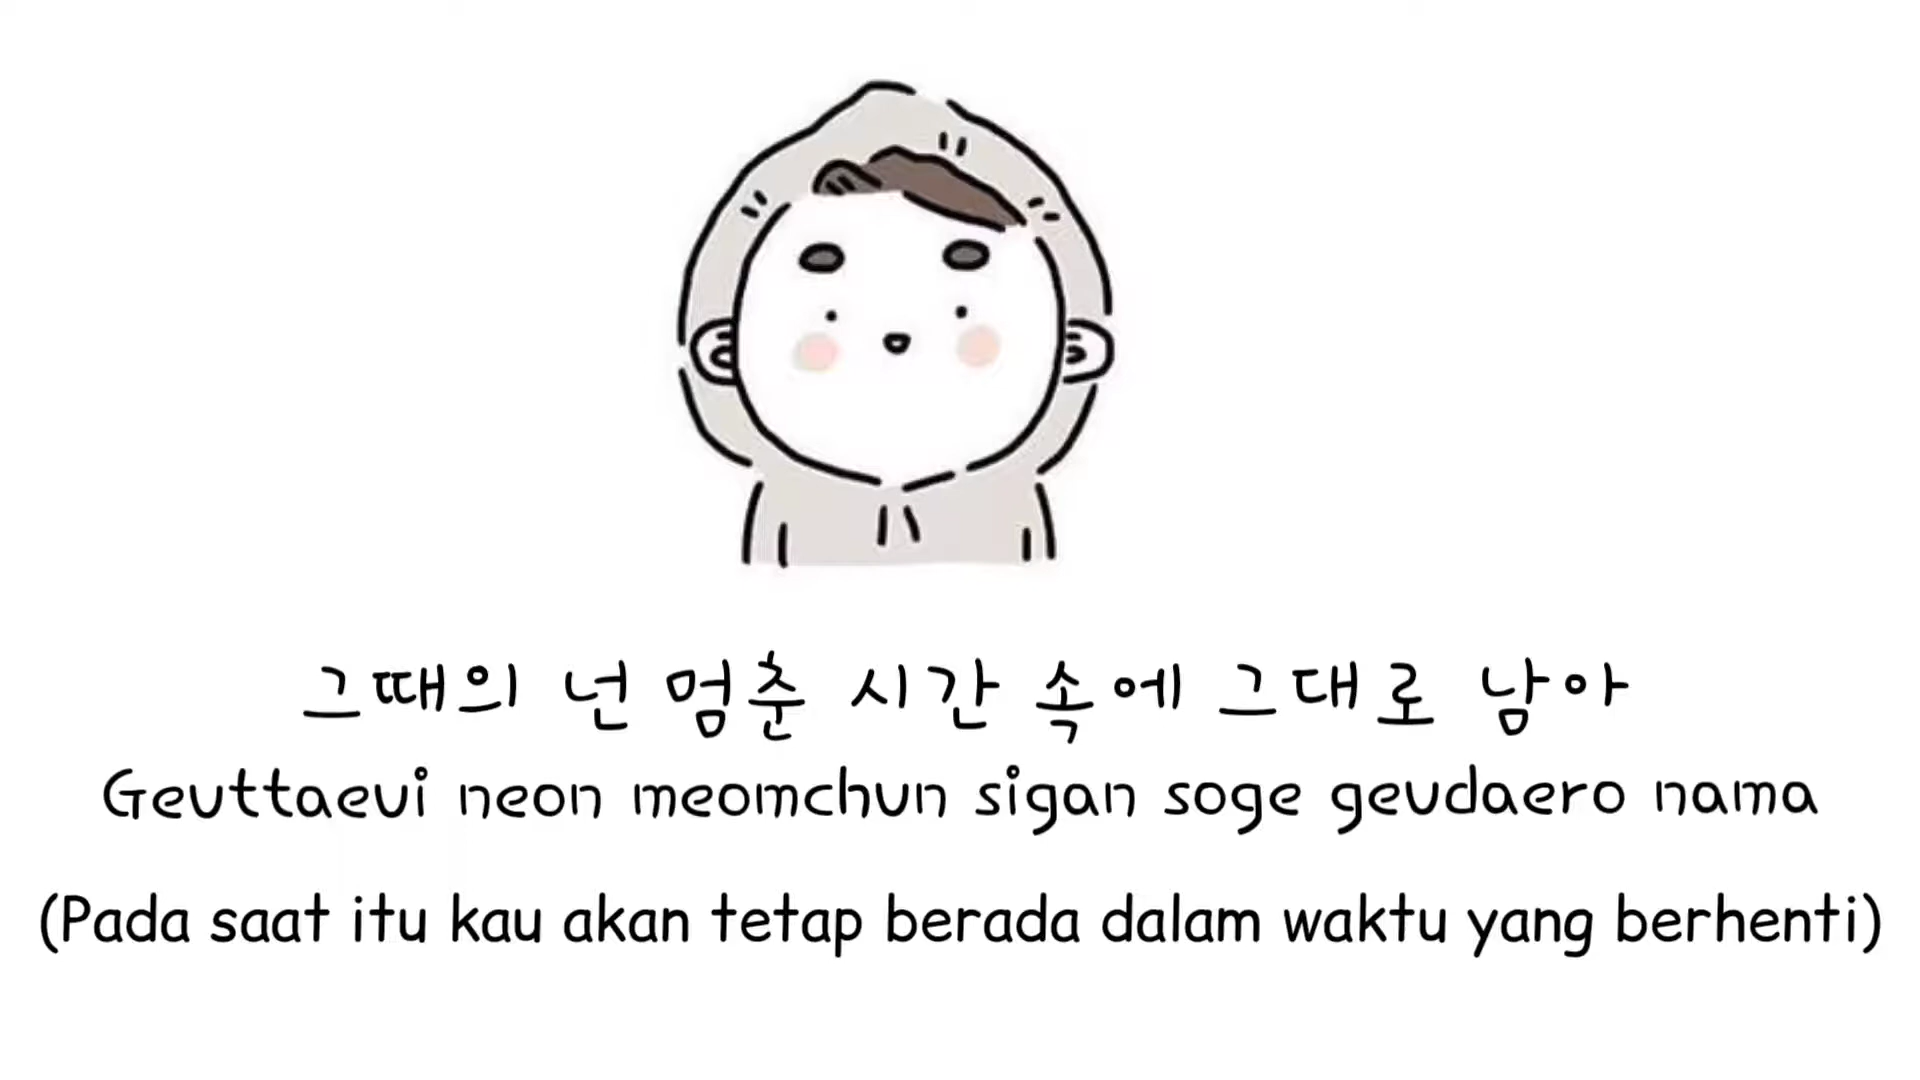 그때의 넌 멈춘 시간 속에 그대로 남아
Geuttaeui neon meomchun sigan soge geudaero nama
(Pada saat itu kau akan tetap berada dalam waktu yang berhenti)